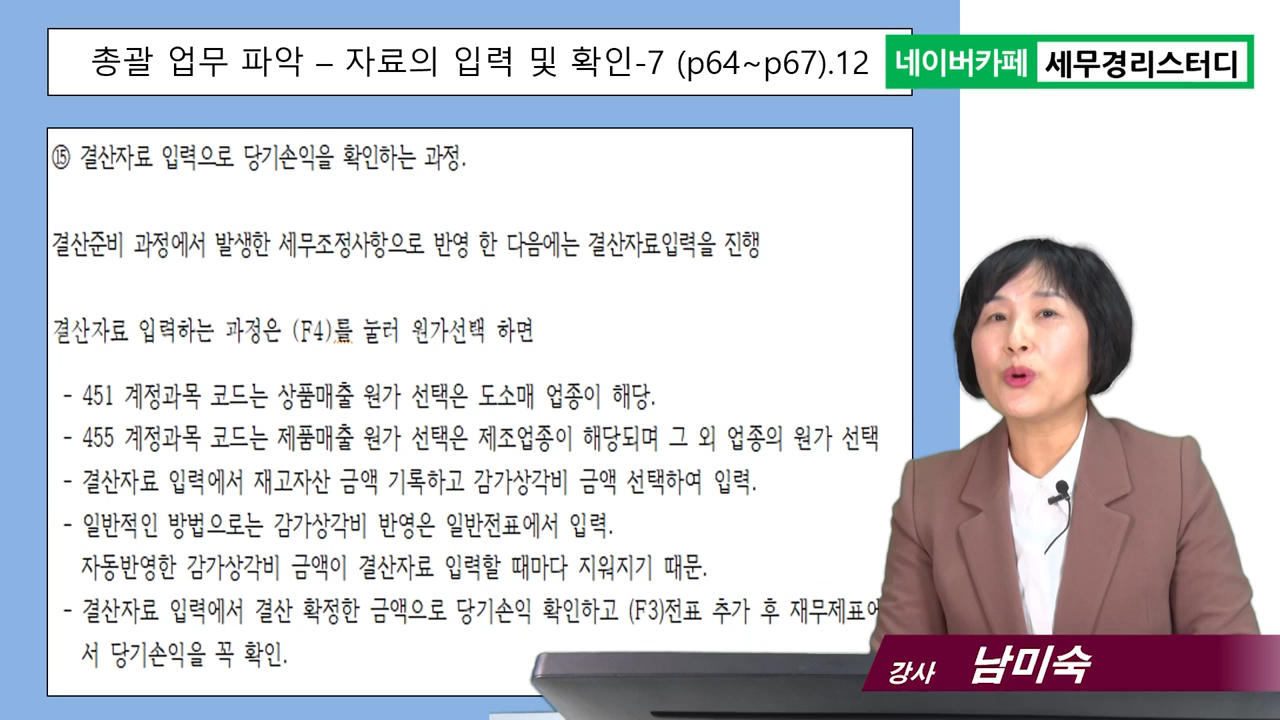 총괄 업무 파악 – 자료의 입력 및 확인-7 (p64~p67).12
네이버카페 세무경리스터디
⑮ 결산자료 입력으로 당기손익을 확인하는 과정.
결산준비 과정에서 발생한 세무조정사항으로 반영 한 다음에는 결산자료입력을 진행
결산자료 입력하는 과정은 (F4)를 눌러 원가선택 하면
- 451 계정과목 코드는 상품매출 원가 선택은 도소매 업종이 해당.
- 455 계정과목 코드는 제품매출 원가 선택은 제조업종이 해당되며 그 외 업종의 원가 선택
- 결산자료 입력에서 재고자산 금액 기록하고 감가상각비 금액 선택하여 입력.
- 일반적인 방법으로는 감가상각비 반영은 일반전표에서 입력.
자동반영한 감가상각비 금액이 결산자료 입력할 때마다 지워지기 때문.
- 결산자료 입력에서 결산 확정한 금액으로 당기손익 확인하고 (F3)전표 추가 후 재무제표에
서 당기손익을 꼭 확인.
강사 남미숙